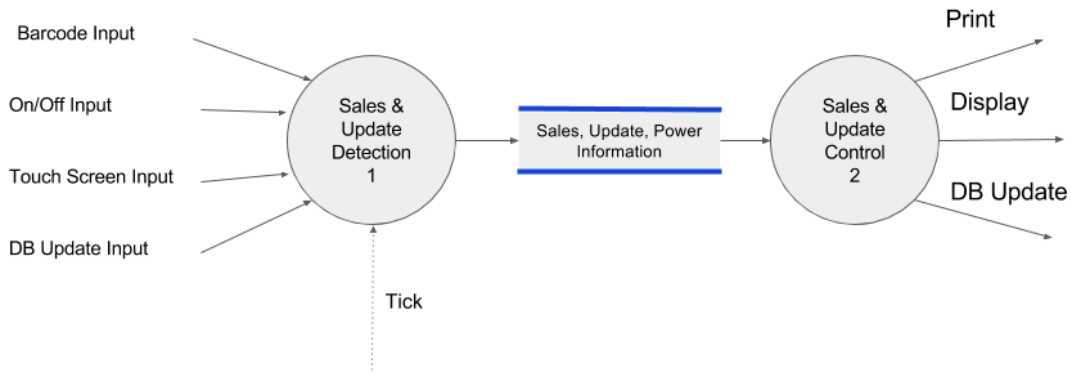 Barcode Input
On/Off Input
Touch Screen Input
DB Update Input
Sales &
Update
Detection
1
Tick
Sales, Update, Power
Information
Sales &
Update
Control
2
Print
Display
DB Update